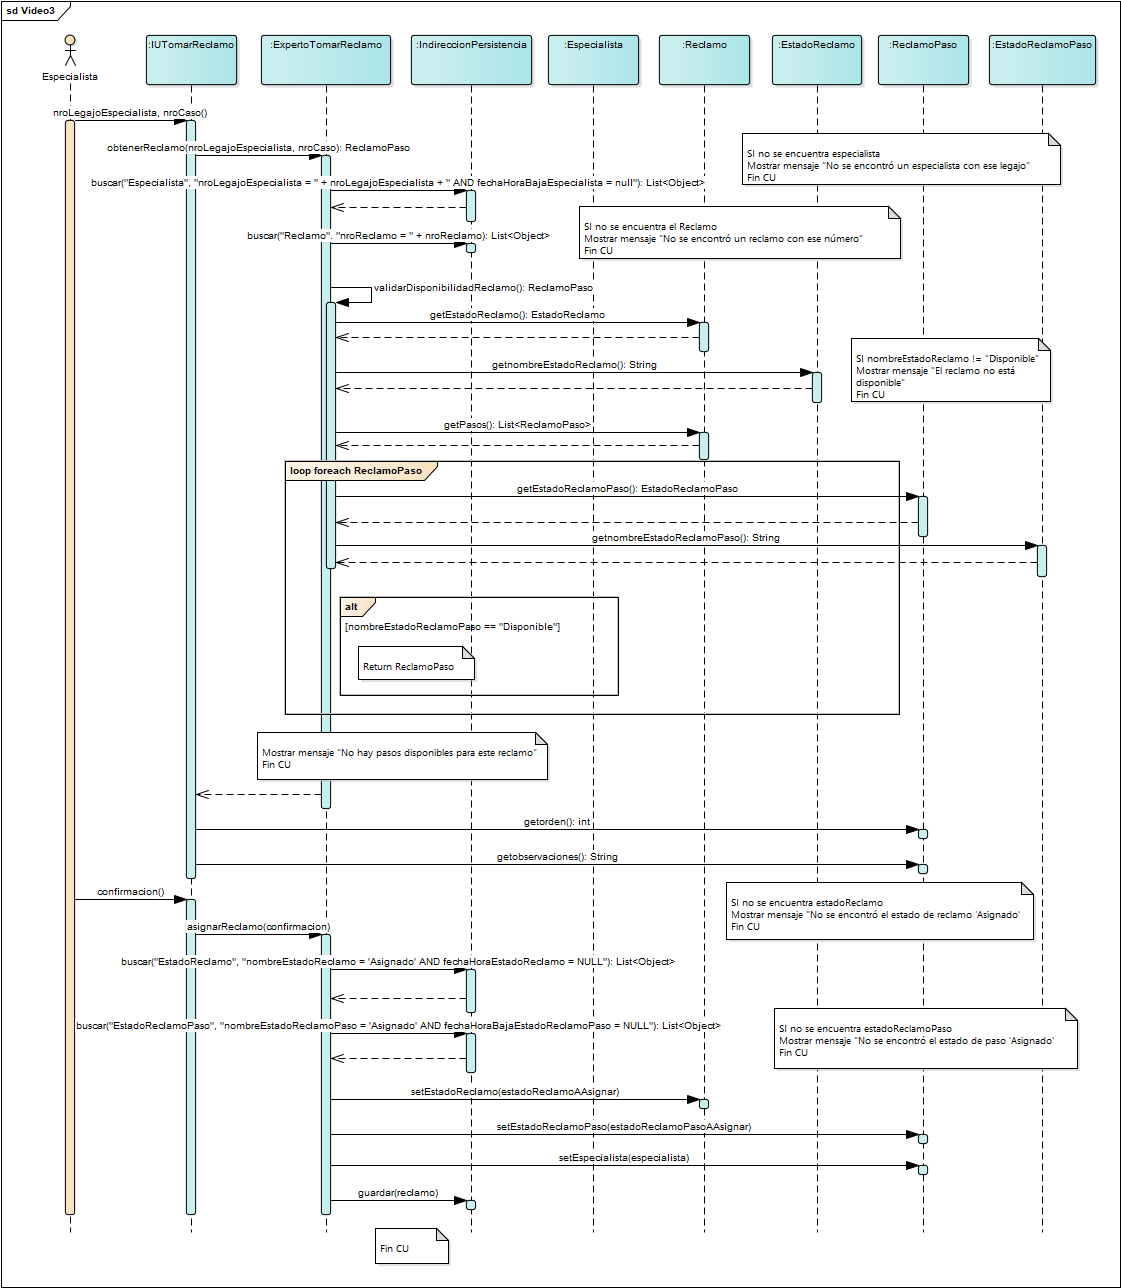 sd Video3
:IUTomarReclamo
:ExpertoTomarReclamo
:IndireccionPersistencia
:Especialista
:Reclamo
:EstadoReclamo
:ReclamoPaso
:EstadoReclamoPaso
Especialista
nroLegajoEspecialista, nroCaso()
obtenerReclamo(nroLegajoEspecialista, nroCaso): ReclamoPaso
SI no se encuentra especialista
Mostrar mensaje "No se encontró un especialista con ese legajo"
Fin CU
buscar("Especialista", "nroLegajoEspecialista = " + nroLegajoEspecialista + " AND fechaHoraBajaEspecialista = null"): List<Object>
SI no se encuentra el Reclamo
Mostrar mensaje "No se encontró un reclamo con ese número"
Fin CU
buscar("Reclamo". "nroReclamo = " + nroReclamo): List<Object>
validarDisponibilidadReclamo(): ReclamoPaso
getEstadoReclamo(): EstadoReclamo
SI nombreEstadoReclamo != "Disponible"
Mostrar mensaje "El reclamo no está
disponible"
Fin CU
getnombreEstadoReclamo(): String
getPasos(): List<ReclamoPaso>
loop foreach ReclamoPaso
getEstadoReclamoPaso(): EstadoReclamoPaso
getnombreEstadoReclamoPaso(): String
alt
[nombreEstadoReclamoPaso == "Disponible"]
Return ReclamoPaso
Mostrar mensaje "No hay pasos disponibles para este reclamo"
Fin CU
getorden(): int
getobservaciones(): String
confirmacion()
SI no se encuentra estadoReclamo
Mostrar mensaje "No se encontró el estado de reclamo 'Asignado'
Fin CU
asignarReclamo(confirmacion)
buscar("EstadoReclamo", "nombreEstadoReclamo = 'Asignado' AND fechaHoraEstadoReclamo = NULL"): List<Object>
buscar("EstadoReclamoPaso", "nombreEstadoReclamoPaso = 'Asignado' AND fechaHoraBajaEstadoReclamoPaso = NULL"): List<Object>
SI no se encuentra estadoReclamoPaso
Mostrar mensaje "No se encontró el estado de paso 'Asignado'
Fin CU
setEstadoReclamo(estadoReclamoAAsignar)
setEstadoReclamoPaso(estadoReclamoPasoAAsignar)
setEspecialista(especialista)
guardar(reclamo)
Fin CU